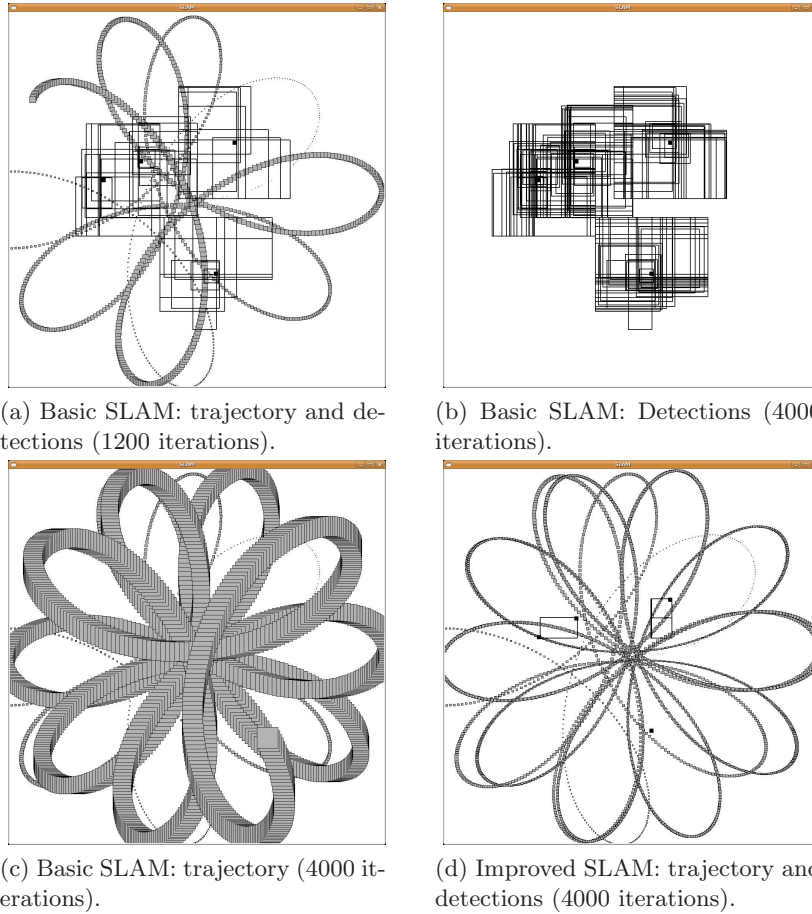 SLAM
SLAM
(a) Basic SLAM: trajectory and de-
tections (1200 iterations).
(b) Basic SLAM: Detections (4000
iterations).
SLAM
SLAM
(c) Basic SLAM: trajectory (4000 it-
erations).
(d) Improved SLAM: trajectory and
detections (4000 iterations).